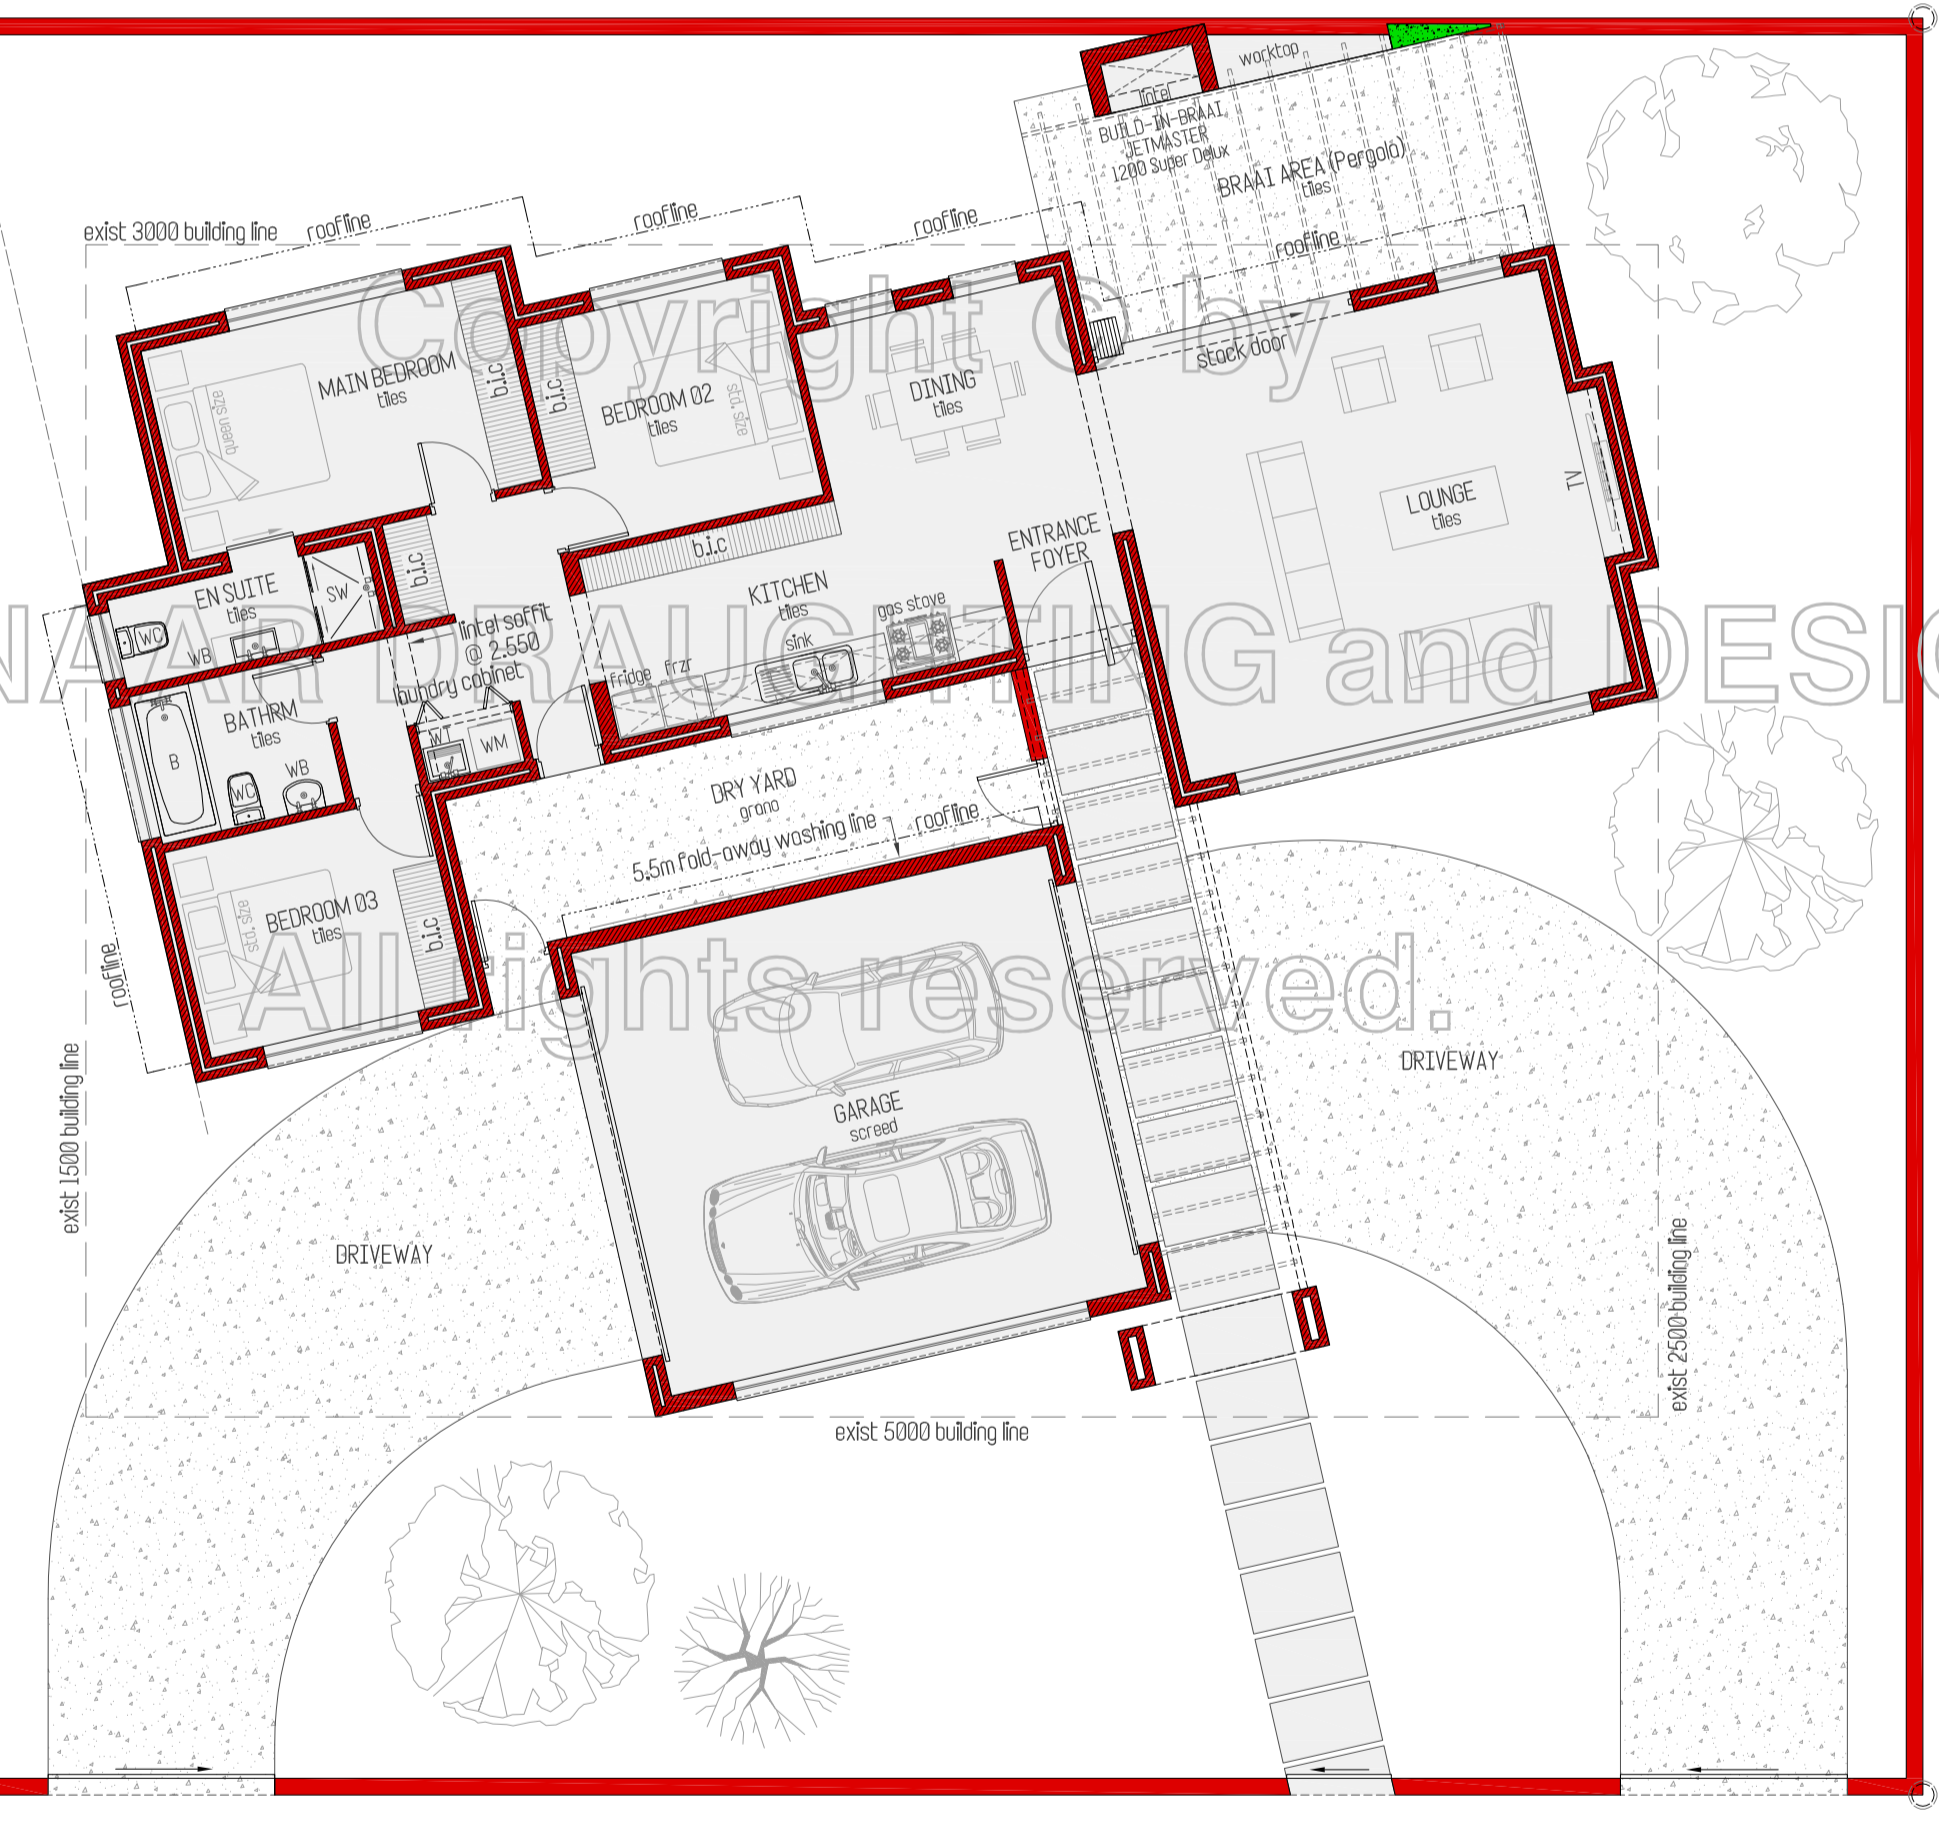 worktop
lintel
BUILD-IN-BRAAI
JETMASTER
1200 Super Delux
BRAAI AREA (Pergola)
tiles
exist 3000 building line
roofline
roofline
roofline
roofline
Copyright © by
stack door
MAIN BEDROOM
tiles
queen size
b.i.c
b.i.c
BEDROOM 02
tiles
std. size
DINING
tiles
LOUNGE
tiles
TV
ENTRANCE
FOYER
b.i.c
b.i.c
KITCHEN
tiles
gas stove
sink
fridge
frzr
EN SUITE
tiles
SW
WC
WB
NAAR DRAUGHTING and DESIG
lintel soffit
@ 2.550
laundry cabinet
WT
WM
BATHRM
tiles
B
WC
WB
DRY YARD
grano
5.5m fold-away washing line
roofline
BEDROOM 03
tiles
std. size
b.i.c
roofline
All rights reserved.
GARAGE
screed
DRIVEWAY
DRIVEWAY
exist 1500 building line
exist 2500 building line
exist 5000 building line